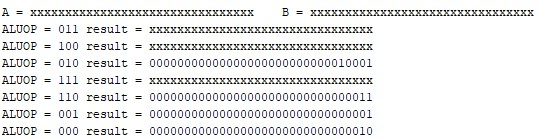 A = xxxxxxxxxxxxxxxxxxxxxxxxxxxxxxxx    B = xxxxxxxxxxxxxxxxxxxxxxxxxxxxxxxx
ALUOP = 011 result = xxxxxxxxxxxxxxxxxxxxxxxxxxxxxxxx
ALUOP = 100 result = xxxxxxxxxxxxxxxxxxxxxxxxxxxxxxxx
ALUOP = 010 result = 00000000000000000000000000010001
ALUOP = 111 result = xxxxxxxxxxxxxxxxxxxxxxxxxxxxxxxx
ALUOP = 110 result = 00000000000000000000000000000011
ALUOP = 001 result = 00000000000000000000000000000001
ALUOP = 000 result = 00000000000000000000000000000010